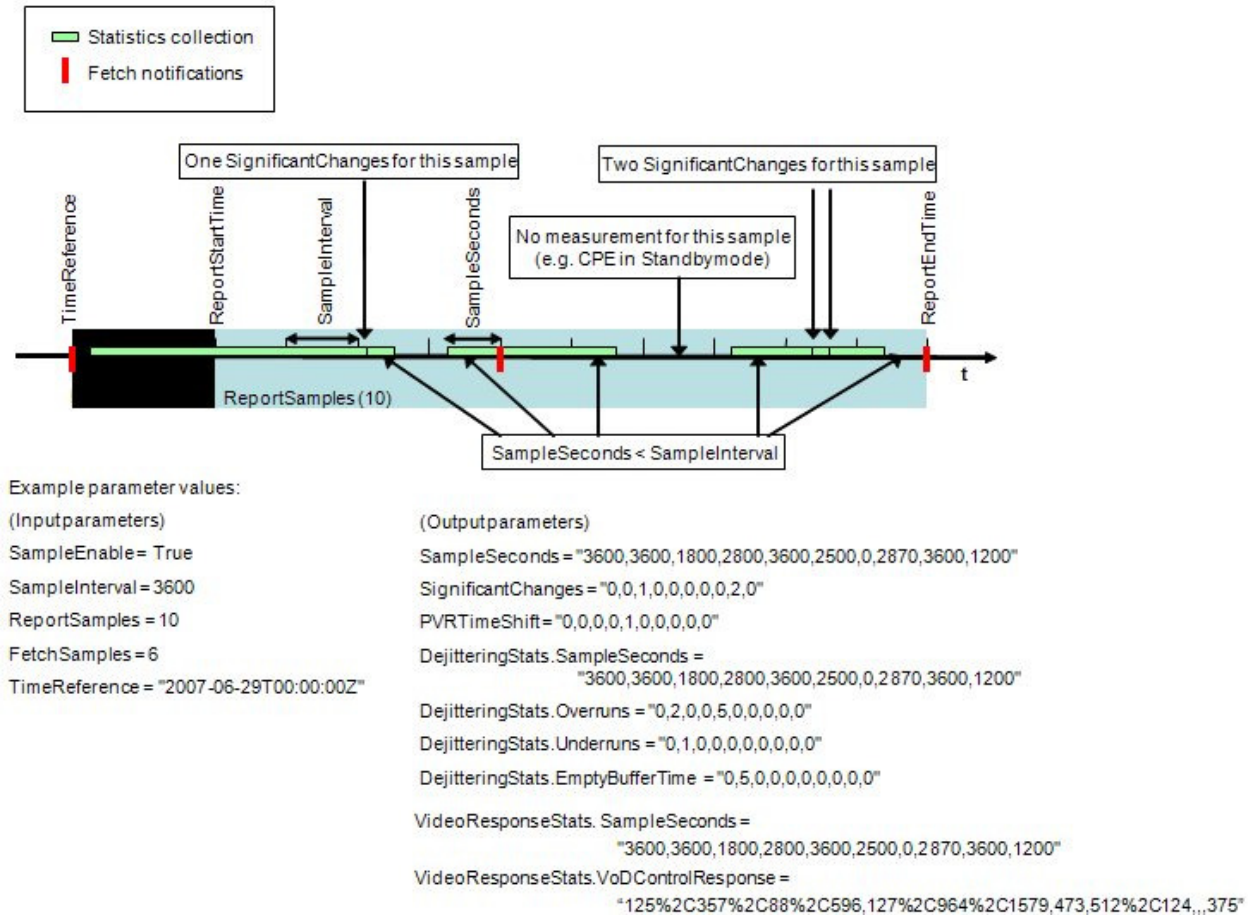 Statistics collection
Fetch notifications
One SignificantChanges for this sample
Two SignificantChanges for this sample
TimeReference
ReportStartTime
SampleInterval
SampleSeconds
No measurement for this sample
(e.g. CPE in Standbymode)
ReportEndTime
t
ReportSamples (10)
SampleSeconds < SampleInterval
Example parameter values:
(Inputparameters)
SampleEnable = True
SampleInterval = 3600
ReportSamples = 10
FetchSamples = 6
TimeReference = "2007-06-29T00:00:00Z"
(Outputparameters)
SampleSeconds = "3600,3600,1800,2800,3600,2500,0,2870,3600,1200"
SignificantChanges = "0,0,1,0,0,0,0,0,2,0"
PVRTimeShift = "0,0,0,0,1,0,0,0,0,0"
DejitteringStats.SampleSeconds =
"3600,3600,1800,2800,3600,2500,0,2870,3600,1200"
DejitteringStats.Overruns = "0,2,0,0,5,0,0,0,0,0"
DejitteringStats.Underruns = "0,1,0,0,0,0,0,0,0,0"
DejitteringStats.EmptyBufferTime = "0,5,0,0,0,0,0,0,0,0"
VideoResponseStats. SampleSeconds =
"3600,3600,1800,2800,3600,2500,0,2870,3600,1200"
VideoResponseStats.VoDControlResponse =
"125%2C357%2C88%2C596,127%2C964%2C1579,473,512%2C124,,,375"